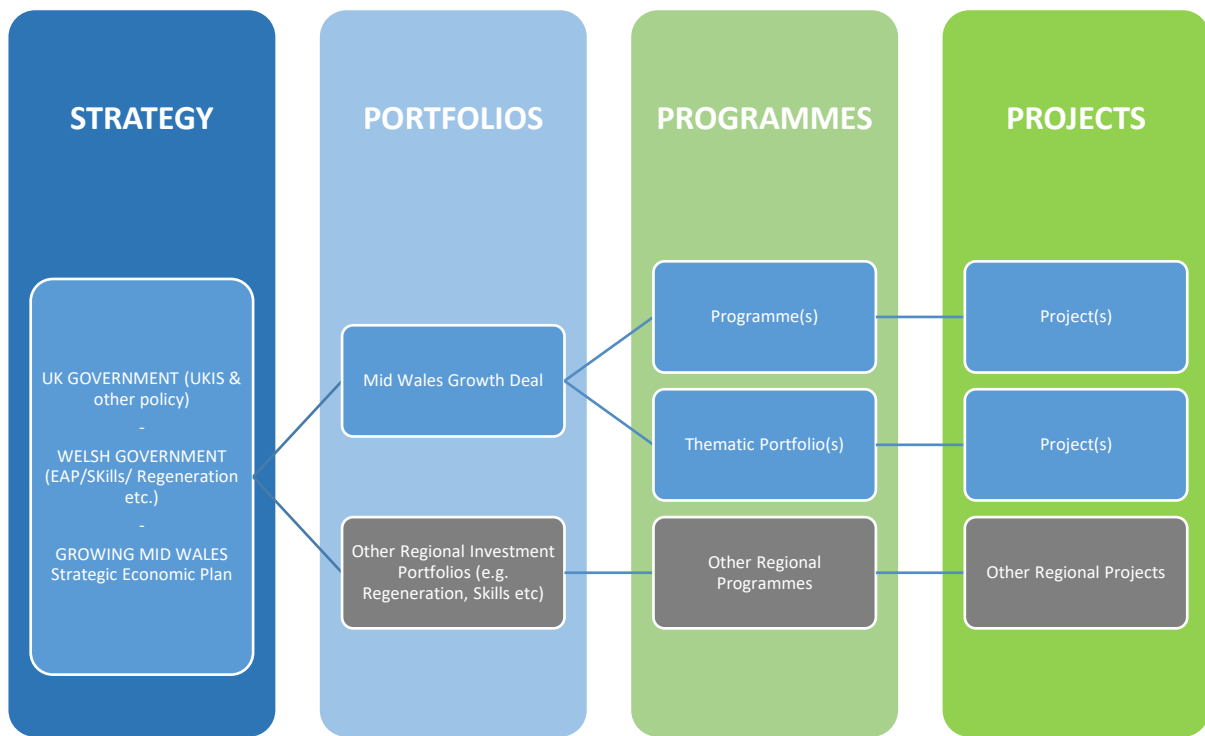 STRATEGY
PORTFOLIOS
PROGRAMMES
PROJECTS
UK GOVERNMENT (UKIS &
other policy)
-
WELSH GOVERNMENT
(EAP/SKills/ Regeneration
etc.)
-
GROWING MID WALES
Strategic Economic Plan
Mid Wales Growth Deal
Other Regional Investment
Portfolios (e.g.
Regeneration, Skills etc)
Programme(s)
Thematic Portfolio(s)
Other Regional
Programmes
Project(s)
Project(s)
Other Regional Projects